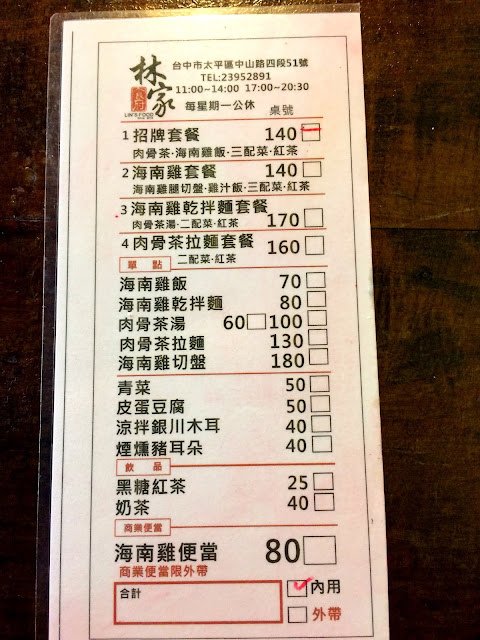 林家
食府
LIN'S FOOD
台中市太平區中山路四段51號
TEL:23952891
11:00~14:00 17:00~20:30
每星期一公休 桌號
1 招牌套餐 140
肉骨茶·海南雞飯·三配菜·紅茶
2 海南雞套餐 140
海南雞腿切盤·雞汁飯·三配菜·紅茶
3 海南雞乾拌麵套餐 170
肉骨茶湯·二配菜·紅茶
4 肉骨茶拉麵套餐 160
二配菜·紅茶
單點
海南雞飯 70
海南雞乾拌麵 80
肉骨茶湯 60 100
肉骨茶拉麵 130
海南雞切盤 180
青菜 50
皮蛋豆腐 50
涼拌銀川木耳 40
煙燻豬耳朵 40
飲品
黑糖紅茶 25
奶茶 40
商業便當
海南雞便當 80
商業便當限外帶
合計
內用
外帶